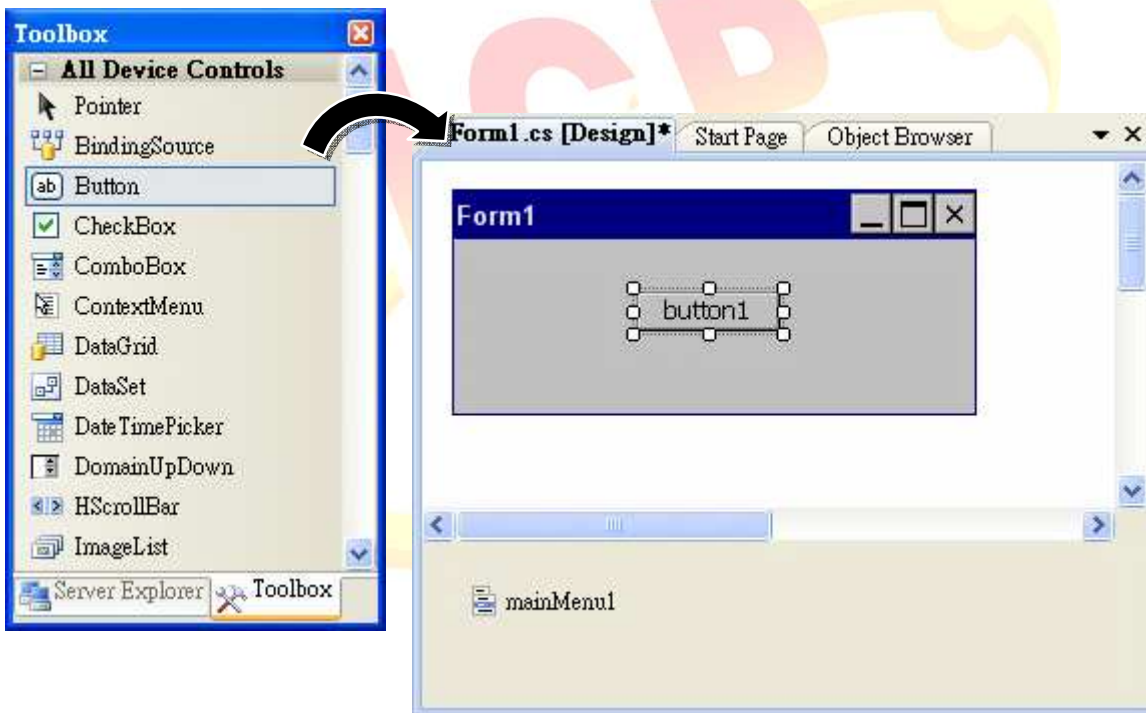 Toolbox
All Device Controls
Pointer
BindingSource
ab Button
CheckBox
ComboBox
ContextMenu
DataGrid
DataSet
DateTimePicker
DomainUpDown
HScrollBar
ImageList
Server Explorer Toolbox
Form1.cs [Design]* Start Page Object Browser
Form1
button1
mainMenu1